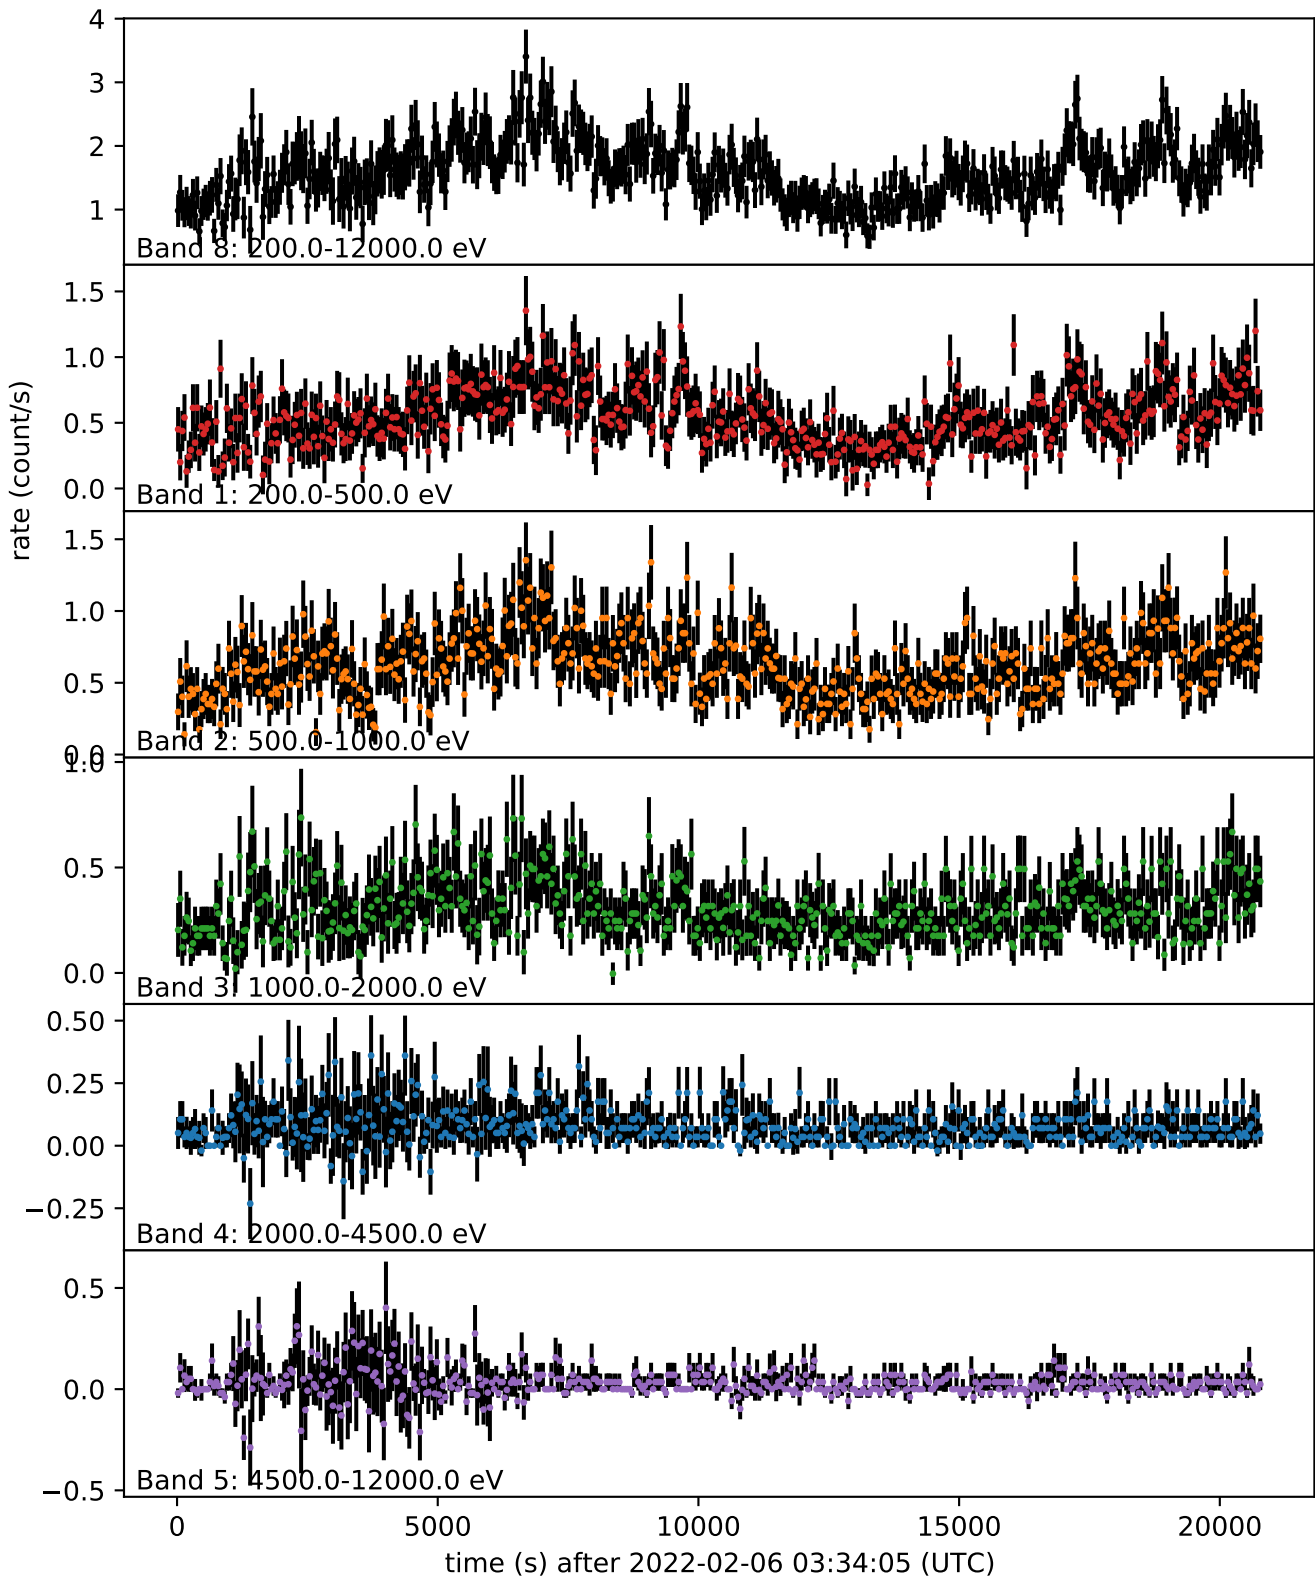 4
3
2
1
Band 8: 200.0-12000.0 eV
1.5
1.0
0.5
0.0
Band 1: 200.0-500.0 eV
rate (count/s)
1.5
1.0
0.5
0.0
Band 2: 500.0-1000.0 eV
1.0
0.5
0.0
Band 3: 1000.0-2000.0 eV
0.50
0.25
0.00
−0.25
Band 4: 2000.0-4500.0 eV
0.5
0.0
−0.5
Band 5: 4500.0-12000.0 eV
0 5000 10000 15000 20000
time (s) after 2022-02-06 03:34:05 (UTC)